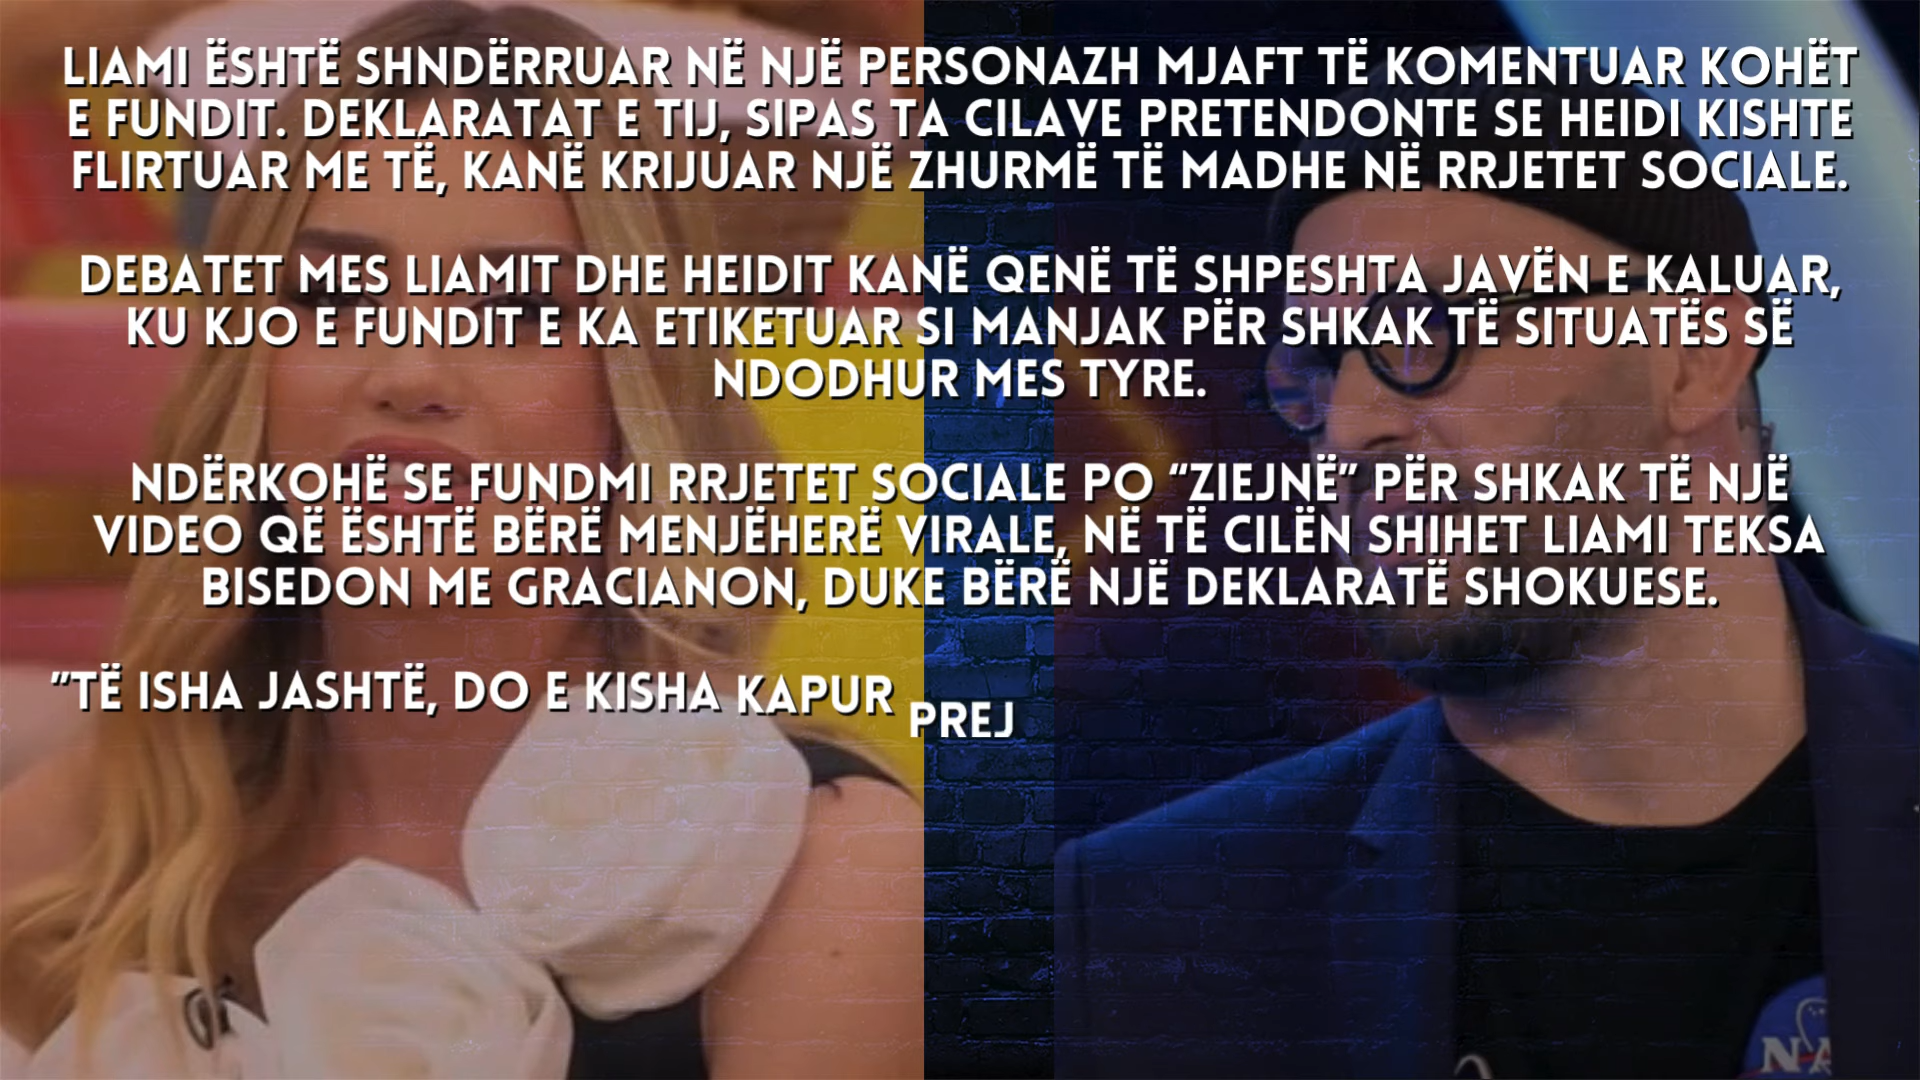 LIAMI ËSHTË SHNDËRRUAR NË NJË PERSONAZH MJAFT TË KOMENTUAR KOHËT
E FUNDIT. DEKLARATAT E TIJ, SIPAS TA CILAVE PRETENDONTE SE HEIDI KISHTE
FLIRTUAR ME TË, KANË KRIJUAR NJË ZHURMË TË MADHE NË RRJETET SOCIALE.
DEBATET MES LIAMIT DHE HEIDIT KANË QENË TË SHPESHTA JAVËN E KALUAR,
KU KJO E FUNDIT E KA ETIKETUAR SI MANJAK PËR SHKAK TË SITUATËS SË
NDODHUR MES TYRE.
NDËRKOHË SE FUNDMI RRJETET SOCIALE PO “ZIEJNË” PËR SHKAK TË NJË
VIDEO QË ËSHTË BËRË MENJËHERË VIRALE, NË TË CILËN SHIHET LIAMI TEKSA
BISEDON ME GRACIANON, DUKE BËRË NJË DEKLARATË SHOKUESE.
”TË ISHA JASHTË, DO E KISHA KAPUR PREJ